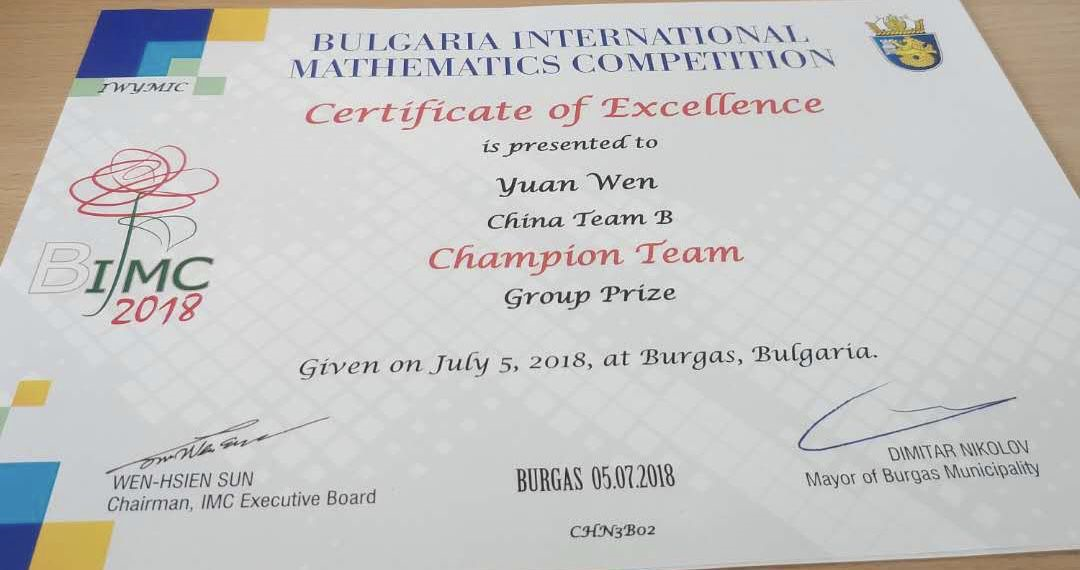 BULGARIA INTERNATIONAL
MATHEMATICS COMPETITION
IWYMIC
Certificate of Excellence
is presented to
Yuan Wen
China Team B
Champion Team
Group Prize
BIMC
2018
Given on July 5, 2018, at Burgas, Bulgaria.
WEN-HSIEN SUN
Chairman, IMC Executive Board
BURGAS 05.07.2018
DIMITAR NIKOLOV
Mayor of Burgas Municipality
CHN3B02